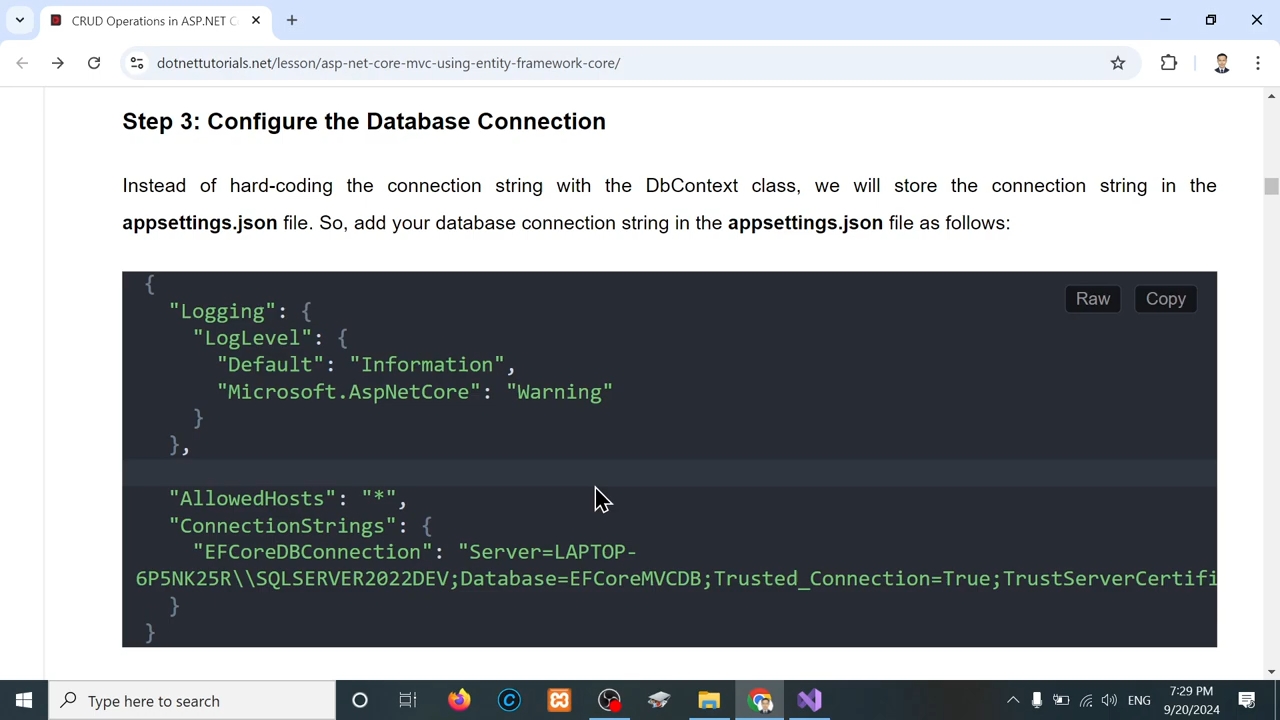 CRUD Operations in ASP.NET C
dotnettutorials.net/lesson/asp-net-core-mvc-using-entity-framework-core/
Step 3: Configure the Database Connection
Instead of hard-coding the connection string with the DbContext class, we will store the connection string in the
appsettings.json file. So, add your database connection string in the appsettings.json file as follows:
Raw Copy
{
"Logging": {
"LogLevel": {
"Default": "Information",
"Microsoft.AspNetCore": "Warning"
}
},
"AllowedHosts": "*",
"ConnectionStrings": {
"EFCoreDBConnection": "Server=LAPTOP-
6P5NK25R\\SQLSERVER2022DEV;Database=EFCoreMVCDB;Trusted_Connection=True;TrustServerCertifi
}
}
Type here to search
ENG
7:29 PM
9/20/2024